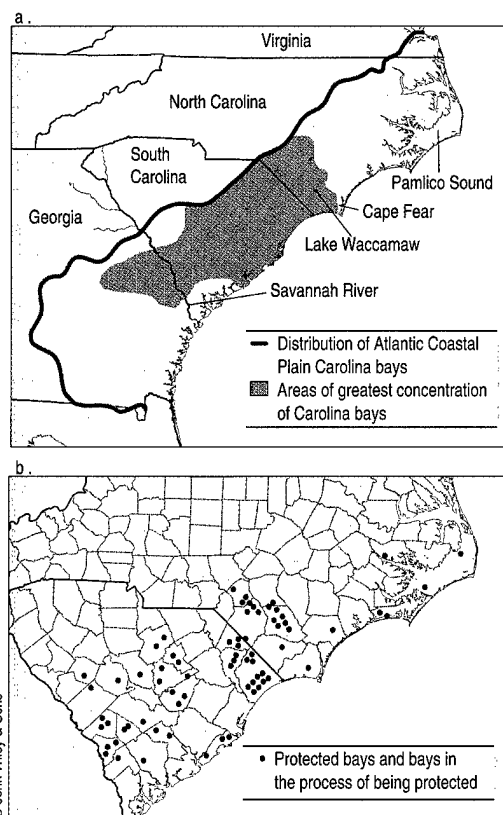 a.
Virginia
North Carolina
South
Carolina
Georgia
Pamlico Sound
Cape Fear
Lake Waccamaw
Savannah River
Distribution of Atlantic Coastal
Plain Carolina bays
Areas of greatest concentration
of Carolina bays
b.
Protected bays and bays in
the process of being protected